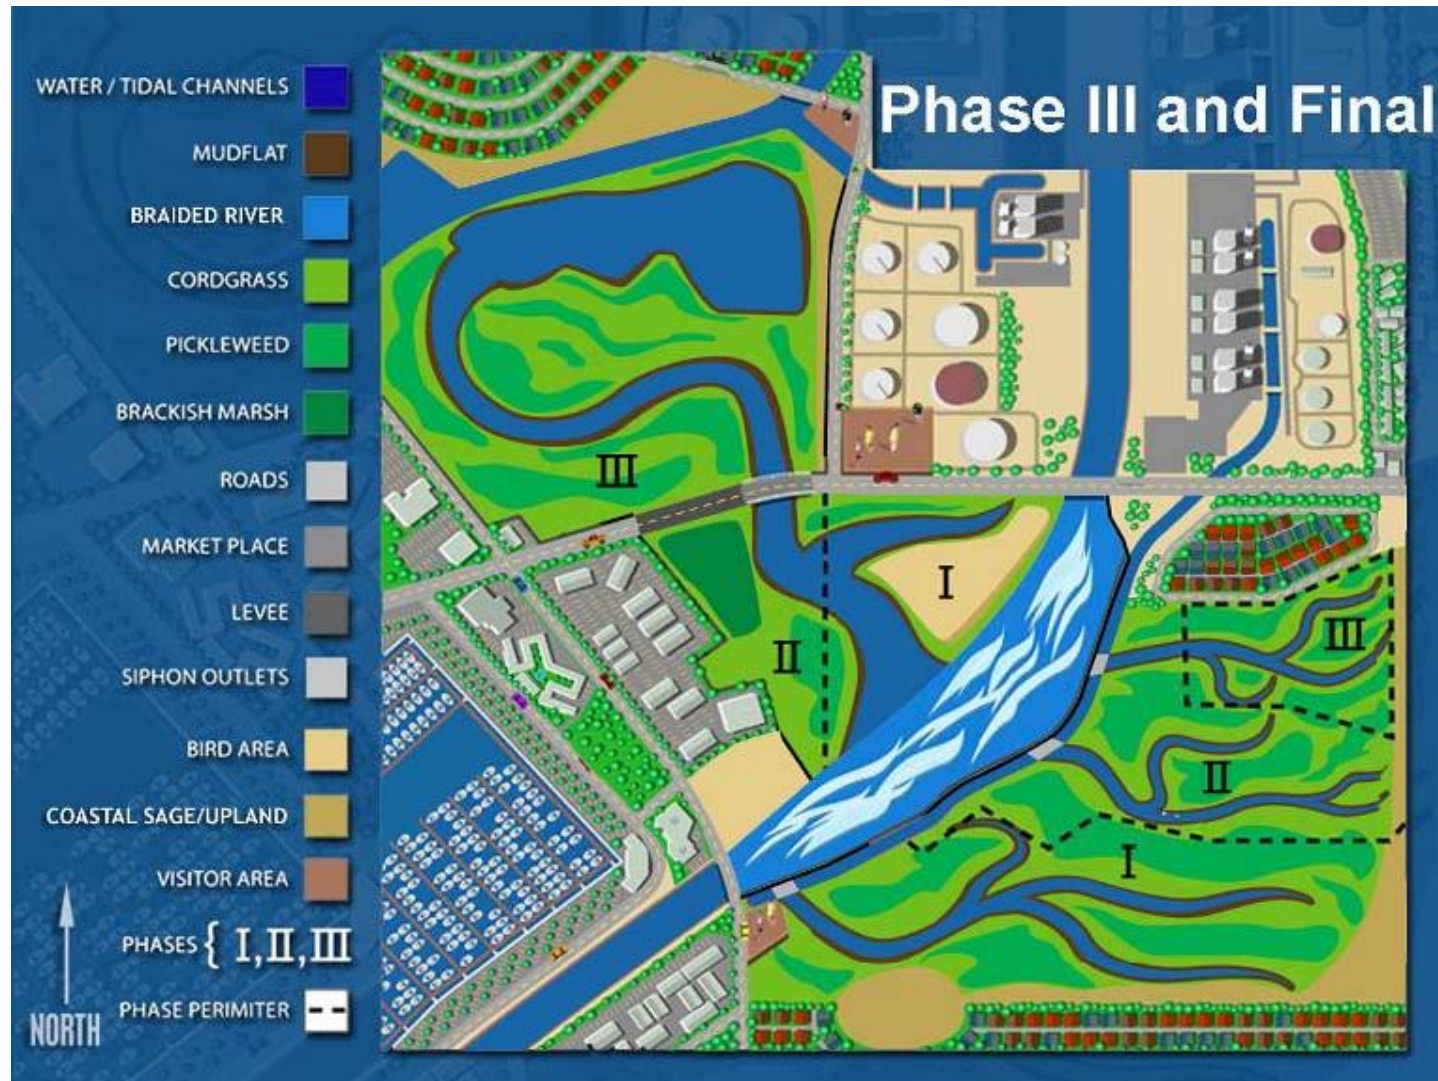 Phase III and Final
WATER / TIDAL CHANNELS
MUDFLAT
BRAIDED RIVER
CORDGRASS
PICKLEWEED
BRACKISH MARSH
ROADS
MARKET PLACE
LEVEE
SIPHON OUTLETS
BIRD AREA
COASTAL SAGE/UPLAND
VISITOR AREA
PHASES { I,II,III
PHASE PERIMITER
NORTH
III
I
II
III
II
I